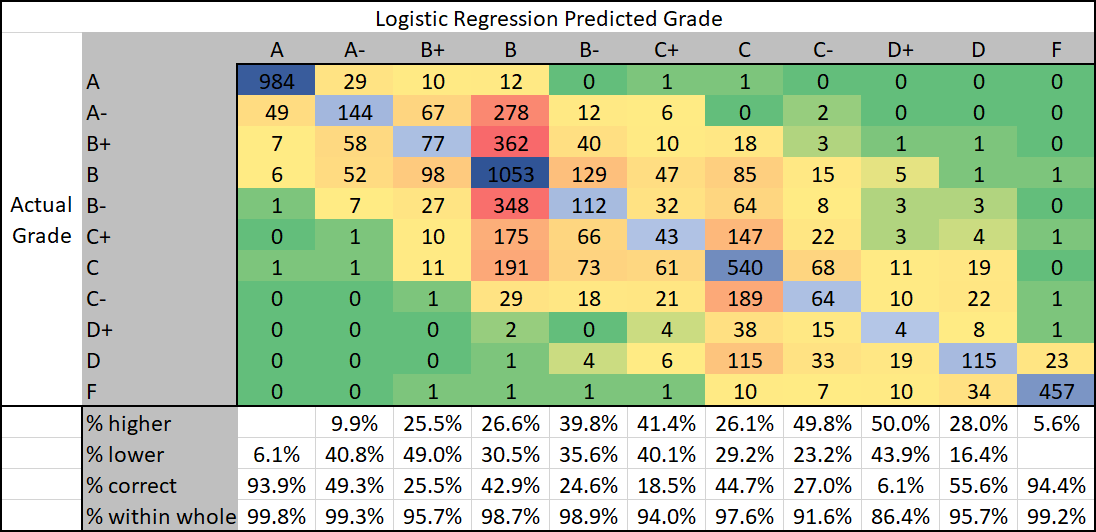 Logistic Regression Predicted Grade
A A- B+ B B- C+ C C- D+ D F
A 984 29 10 12 0 1 1 0 0 0 0
A- 49 144 67 278 12 6 0 2 0 0 0
B+ 7 58 77 362 40 10 18 3 1 1 0
B 6 52 98 1053 129 47 85 15 5 1 1
Actual Grade
B- 1 7 27 348 112 32 64 8 3 3 0
C+ 0 1 10 175 66 43 147 22 3 4 1
C 1 1 11 191 73 61 540 68 11 19 0
C- 0 0 1 29 18 21 189 64 10 22 1
D+ 0 0 0 2 0 4 38 15 4 8 1
D 0 0 0 1 4 6 115 33 19 115 23
F 0 0 1 1 1 1 10 7 10 34 457
% higher 9.9% 25.5% 26.6% 39.8% 41.4% 26.1% 49.8% 50.0% 28.0% 5.6%
% lower 6.1% 40.8% 49.0% 30.5% 35.6% 40.1% 29.2% 23.2% 43.9% 16.4%
% correct 93.9% 49.3% 25.5% 42.9% 24.6% 18.5% 44.7% 27.0% 6.1% 55.6% 94.4%
% within whole 99.8% 99.3% 95.7% 98.7% 98.9% 94.0% 97.6% 91.6% 86.4% 95.7% 99.2%